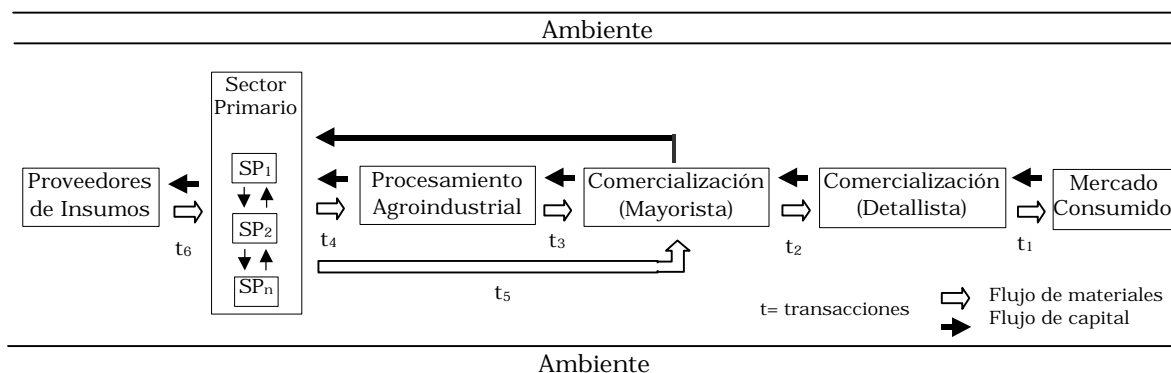 Ambiente
Sector
Primario
SP1
SP2
SPn
Proveedores
de Insumos
Procesamiento
Agroindustrial
Comercialización
(Mayorista)
Comercialización
(Detallista)
Mercado
Consumido
t6
t4
t3
t2
t1
t5
t= transacciones
Flujo de materiales
Flujo de capital
Ambiente